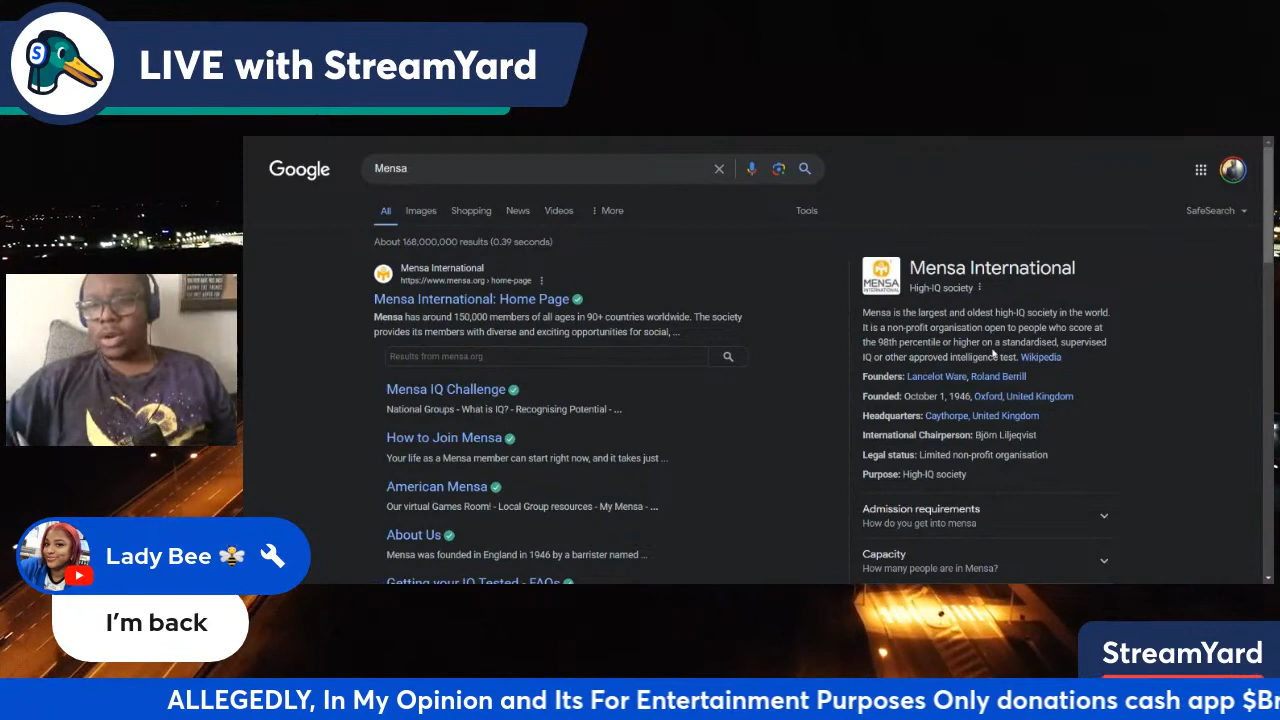 S
LIVE with StreamYard
Google
Mensa
All Images Shopping News Videos More Tools SafeSearch
About 168,000,000 results (0.39 seconds)
Mensa International
https://www.mensa.org › home-page
Mensa International: Home Page
Mensa has around 150,000 members of all ages in 90+ countries worldwide. The society
provides its members with diverse and exciting opportunities for social, ...
Results from mensa.org
Mensa IQ Challenge
National Groups - What is IQ? - Recognising Potential - ...
How to Join Mensa
Your life as a Mensa member can start right now, and it takes just ...
American Mensa
Our virtual Games Room! - Local Group resources - My Mensa - ...
About Us
Mensa was founded in England in 1946 by a barrister named ...
Getting your IQ Tested - FAQs
MENSA
INTERNATIONAL
Mensa International
High-IQ society
Mensa is the largest and oldest high-IQ society in the world.
It is a non-profit organisation open to people who score at
the 98th percentile or higher on a standardised, supervised
IQ or other approved intelligence test. Wikipedia
Founders: Lancelot Ware, Roland Berrill
Founded: October 1, 1946, Oxford, United Kingdom
Headquarters: Caythorpe, United Kingdom
International Chairperson: Björn Liljeqvist
Legal status: Limited non-profit organisation
Purpose: High-IQ society
Admission requirements
How do you get into mensa
Capacity
How many people are in Mensa?
Lady Bee
I'm back
StreamYard
ALLEGEDLY, In My Opinion and Its For Entertainment Purposes Only donations cash app $Br